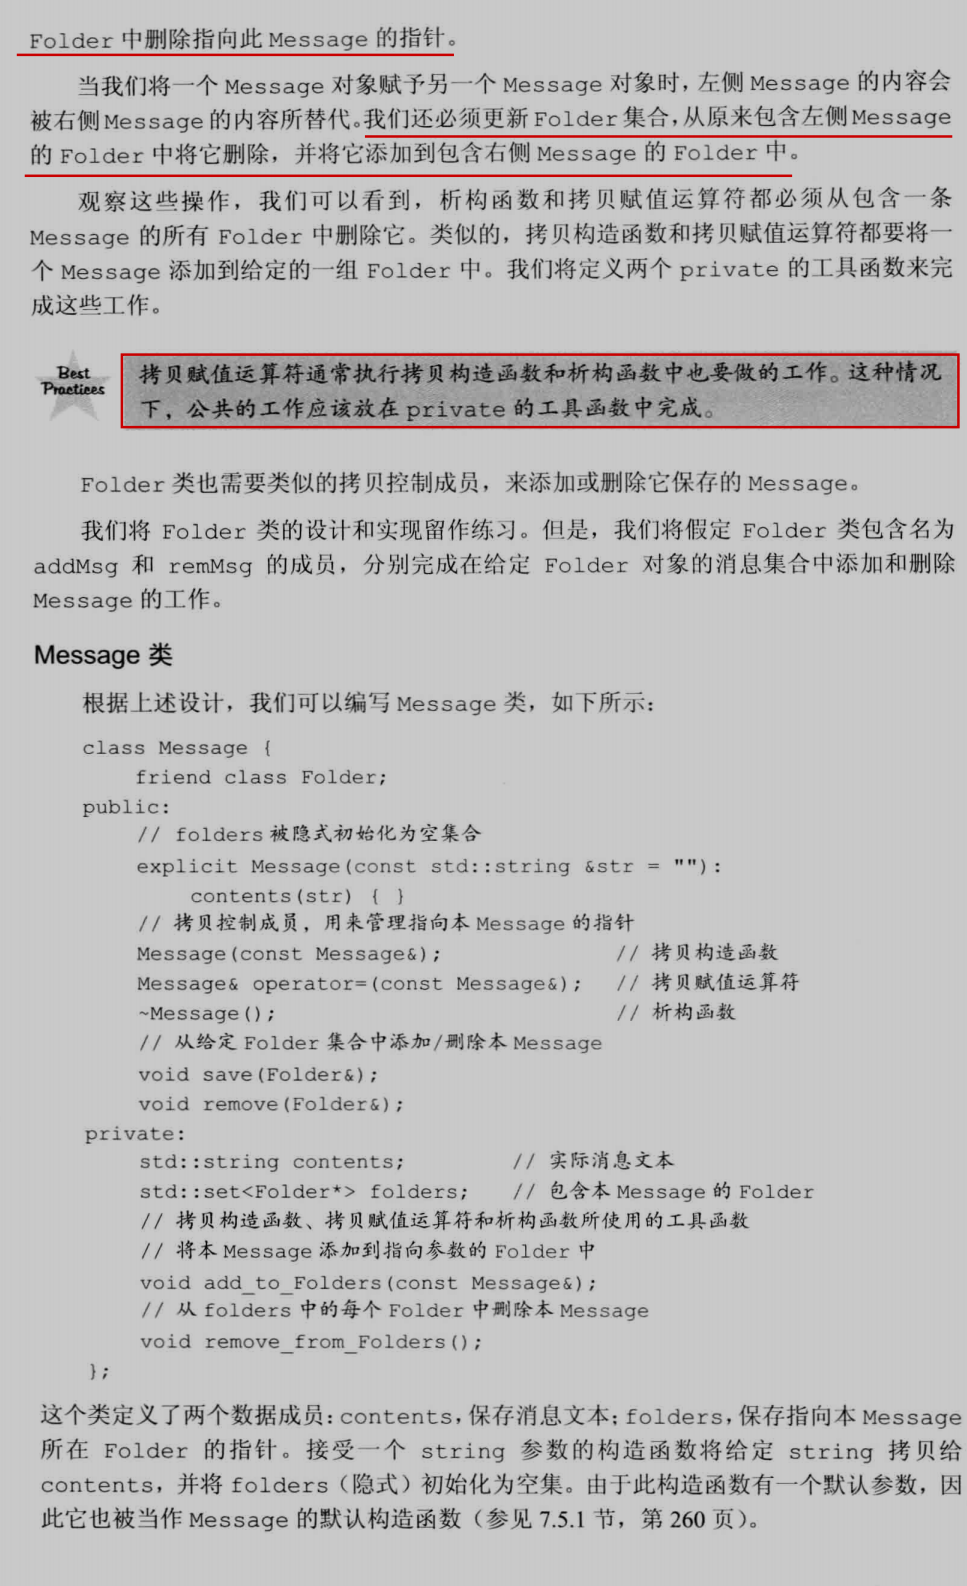 Folder 中删除指向此 Message 的指针。
当我们将一个 Message 对象赋予另一个 Message 对象时，左侧 Message 的内容会
被右侧 Message 的内容所替代。我们还必须更新 Folder 集合，从原来包含左侧 Message
的 Folder 中将它删除，并将它添加到包含右侧 Message 的 Folder 中。
观察这些操作，我们可以看到，析构函数和拷贝赋值运算符都必须从包含一条
Message 的所有 Folder 中删除它。类似的，拷贝构造函数和拷贝赋值运算符都要将一
个 Message 添加到给定的一组 Folder 中。我们将定义两个 private 的工具函数来完
成这些工作。
Best
Practices
拷贝赋值运算符通常执行拷贝构造函数和析构函数中也要做的工作。这种情况
下，公共的工作应该放在 private 的工具函数中完成。
Folder 类也需要类似的拷贝控制成员，来添加或删除它保存的 Message。
我们将 Folder 类的设计和实现留作练习。但是，我们将假定 Folder 类包含名为
addMsg 和 remMsg 的成员，分别完成在给定 Folder 对象的消息集合中添加和删除
Message 的工作。
Message 类
根据上述设计，我们可以编写 Message 类，如下所示：
class Message {
friend class Folder;
public:
// folders 被隐式初始化为空集合
explicit Message(const std::string &str = ""):
contents(str) { }
// 拷贝控制成员，用来管理指向本 Message 的指针
Message(const Message&); // 拷贝构造函数
Message& operator=(const Message&); // 拷贝赋值运算符
~Message(); // 析构函数
// 从给定 Folder 集合中添加/删除本 Message
void save(Folder&);
void remove(Folder&);
private:
std::string contents; // 实际消息文本
std::set<Folder*> folders; // 包含本 Message 的 Folder
// 拷贝构造函数、拷贝赋值运算符和析构函数所使用的工具函数
// 将本 Message 添加到指向参数的 Folder 中
void add_to_Folders(const Message&);
// 从 folders 中的每个 Folder 中删除本 Message
void remove_from_Folders();
};
这个类定义了两个数据成员：contents，保存消息文本；folders，保存指向本 Message
所在 Folder 的指针。接受一个 string 参数的构造函数将给定 string 拷贝给
contents，并将 folders（隐式）初始化为空集。由于此构造函数有一个默认参数，因
此它也被当作 Message 的默认构造函数（参见 7.5.1 节，第 260 页）。